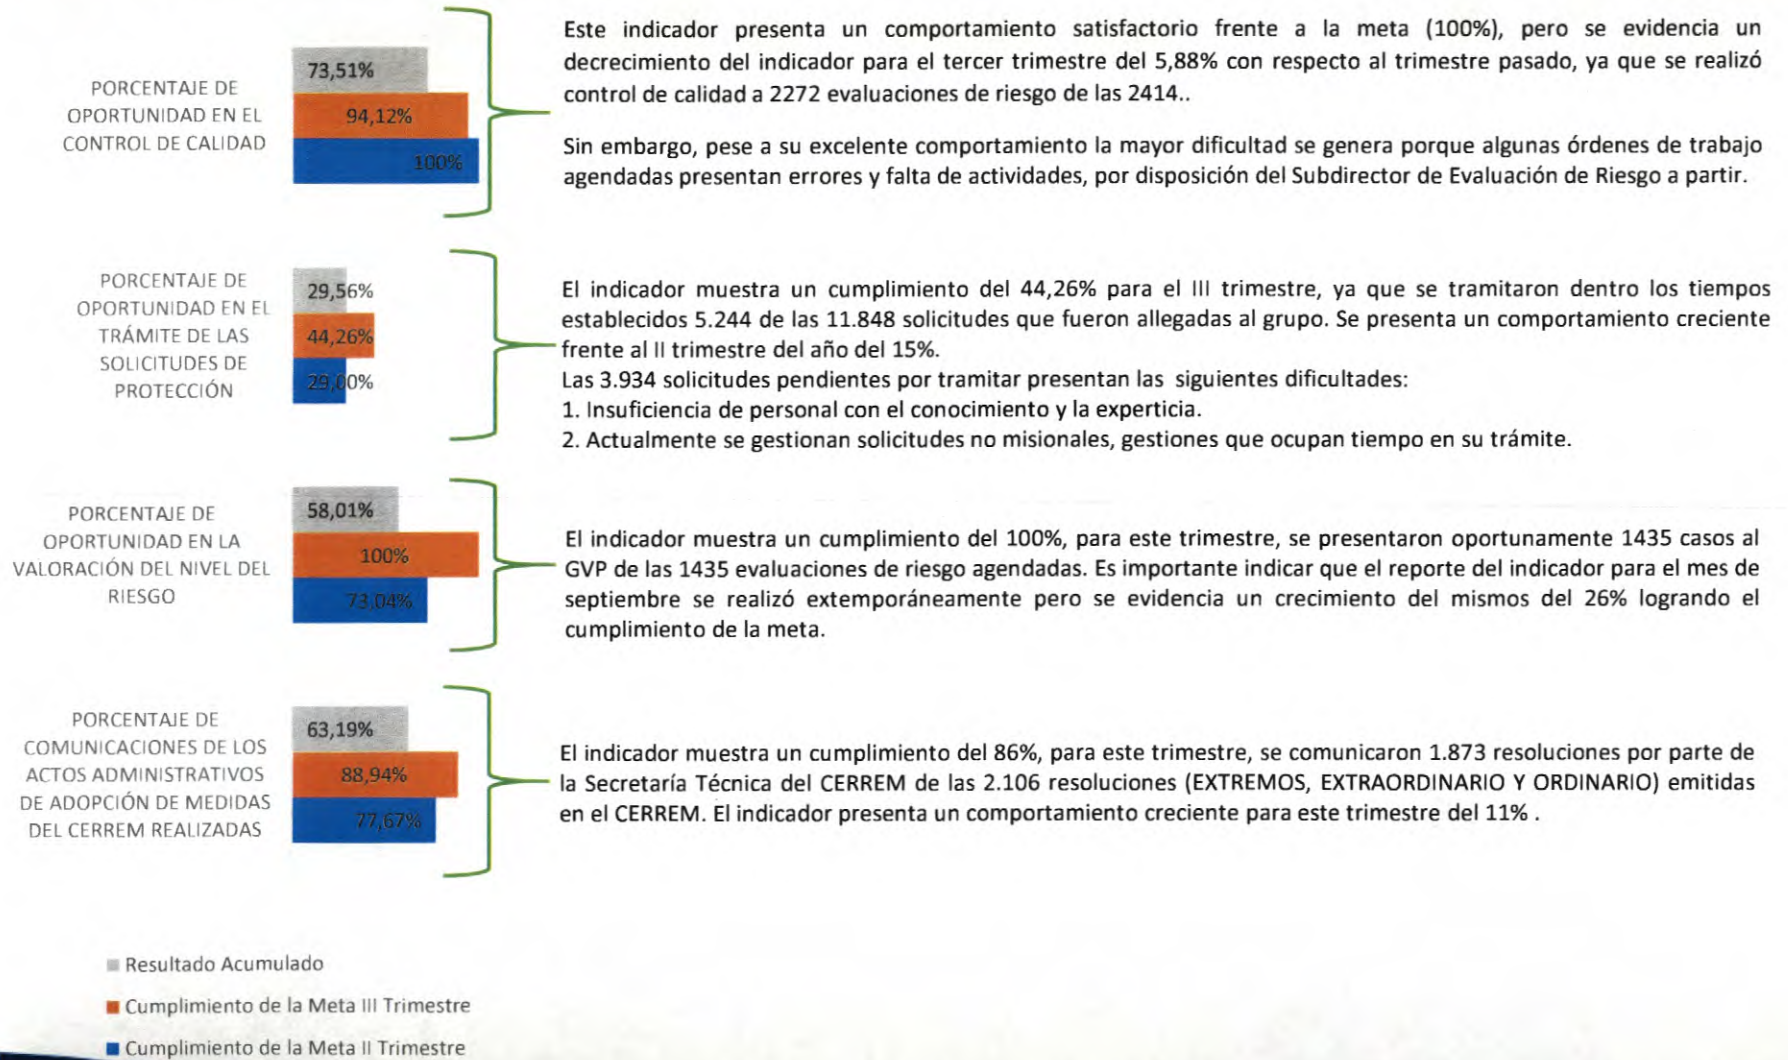 PORCENTAJE DE
OPORTUNIDAD EN EL
CONTROL DE CALIDAD
73,51%
94,12%
100%
Este indicador presenta un comportamiento satisfactorio frente a la meta (100%), pero se evidencia un
decrecimiento del indicador para el tercer trimestre del 5,88% con respecto al trimestre pasado, ya que se realizó
control de calidad a 2272 evaluaciones de riesgo de las 2414..
Sin embargo, pese a su excelente comportamiento la mayor dificultad se genera porque algunas órdenes de trabajo
agendadas presentan errores y falta de actividades, por disposición del Subdirector de Evaluación de Riesgo a partir.
PORCENTAJE DE
OPORTUNIDAD EN EL
TRÁMITE DE LAS
SOLICITUDES DE
PROTECCIÓN
29,56%
44,26%
29,00%
El indicador muestra un cumplimiento del 44,26% para el III trimestre, ya que se tramitaron dentro los tiempos
establecidos 5.244 de las 11.848 solicitudes que fueron allegadas al grupo. Se presenta un comportamiento creciente
frente al II trimestre del año del 15%.
Las 3.934 solicitudes pendientes por tramitar presentan las siguientes dificultades:
1. Insuficiencia de personal con el conocimiento y la experticia.
2. Actualmente se gestionan solicitudes no misionales, gestiones que ocupan tiempo en su trámite.
PORCENTAJE DE
OPORTUNIDAD EN LA
VALORACIÓN DEL NIVEL DEL
RIESGO
58,01%
100%
73,04%
El indicador muestra un cumplimiento del 100%, para este trimestre, se presentaron oportunamente 1435 casos al
GVP de las 1435 evaluaciones de riesgo agendadas. Es importante indicar que el reporte del indicador para el mes de
septiembre se realizó extemporáneamente pero se evidencia un crecimiento del mismos del 26% logrando el
cumplimiento de la meta.
PORCENTAJE DE
COMUNICACIONES DE LOS
ACTOS ADMINISTRATIVOS
DE ADOPCIÓN DE MEDIDAS
DEL CERREM REALIZADAS
63,19%
88,94%
77,67%
El indicador muestra un cumplimiento del 86%, para este trimestre, se comunicaron 1.873 resoluciones por parte de
la Secretaría Técnica del CERREM de las 2.106 resoluciones (EXTREMOS, EXTRAORDINARIO Y ORDINARIO) emitidas
en el CERREM. El indicador presenta un comportamiento creciente para este trimestre del 11% .
Resultado Acumulado
Cumplimiento de la Meta III Trimestre
Cumplimiento de la Meta II Trimestre